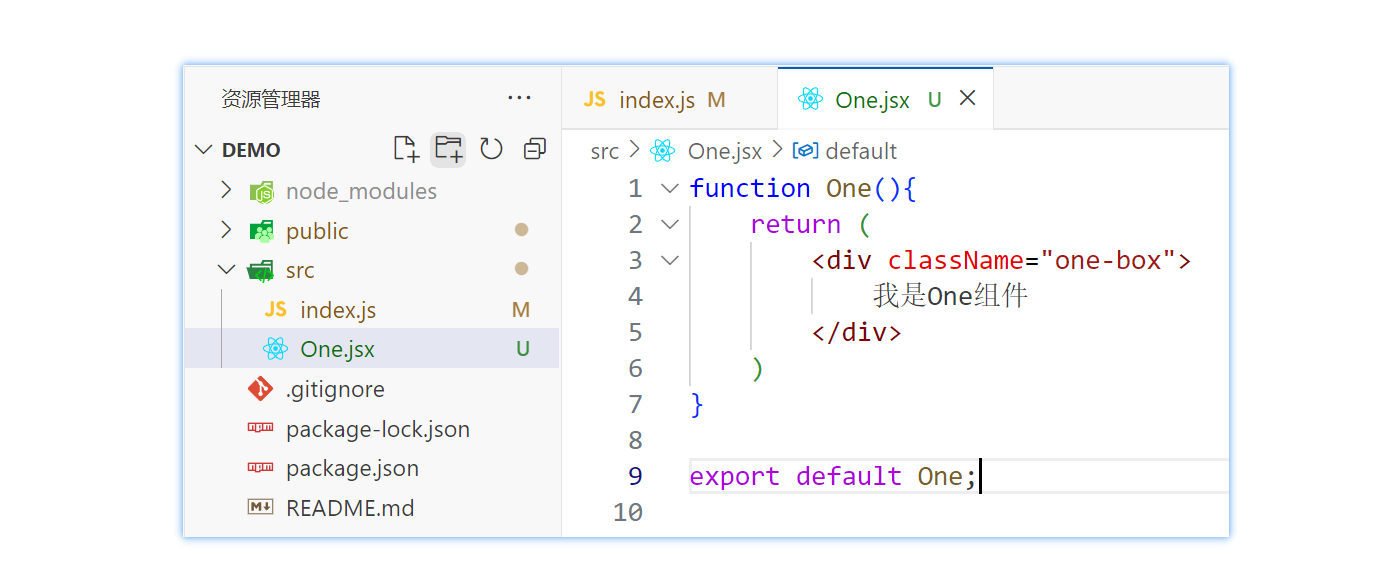 资源管理器 ···
DEMO
node_modules
public
src
JS index.js M
One.jsx U
.gitignore
package-lock.json
package.json
README.md
JS index.js M One.jsx U
src > One.jsx > default
1 function One(){
2     return (
3         <div className="one-box">
4             我是One组件
5         </div>
6     )
7 }
8
9 export default One;
10